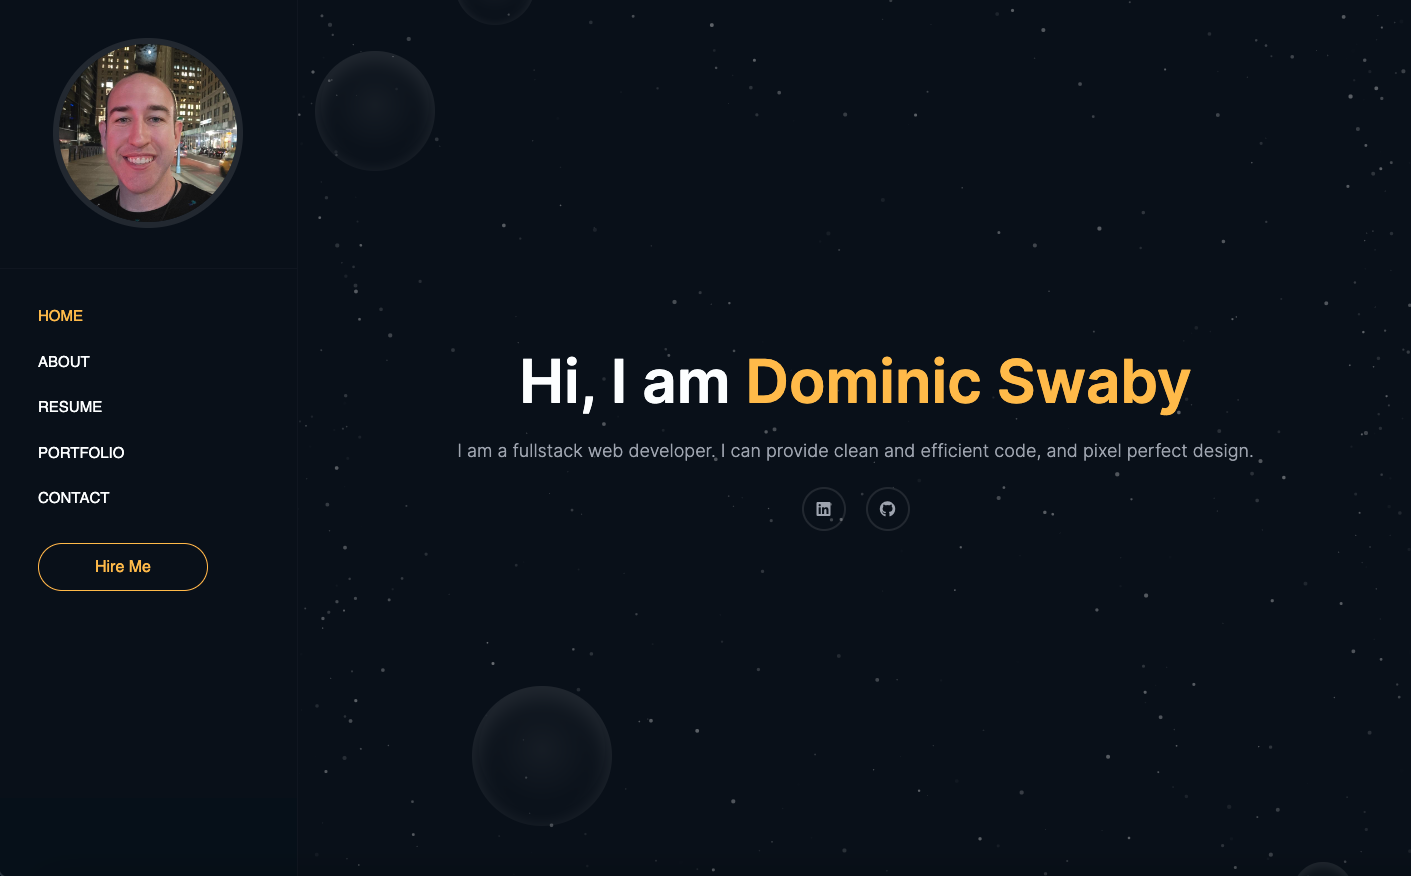 HOME
ABOUT
RESUME
PORTFOLIO
CONTACT
Hire Me
Hi, I am Dominic Swaby
I am a fullstack web developer. I can provide clean and efficient code, and pixel perfect design.
in